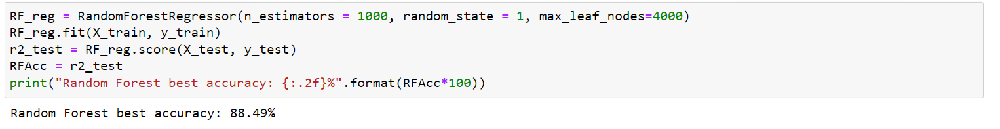 RF_reg = RandomForestRegressor(n_estimators = 1000, random_state = 1, max_leaf_nodes=4000)
RF_reg.fit(X_train, y_train)
r2_test = RF_reg.score(X_test, y_test)
RFAcc = r2_test
print("Random Forest best accuracy: {:.2f}%".format(RFAcc*100))
Random Forest best accuracy: 88.49%